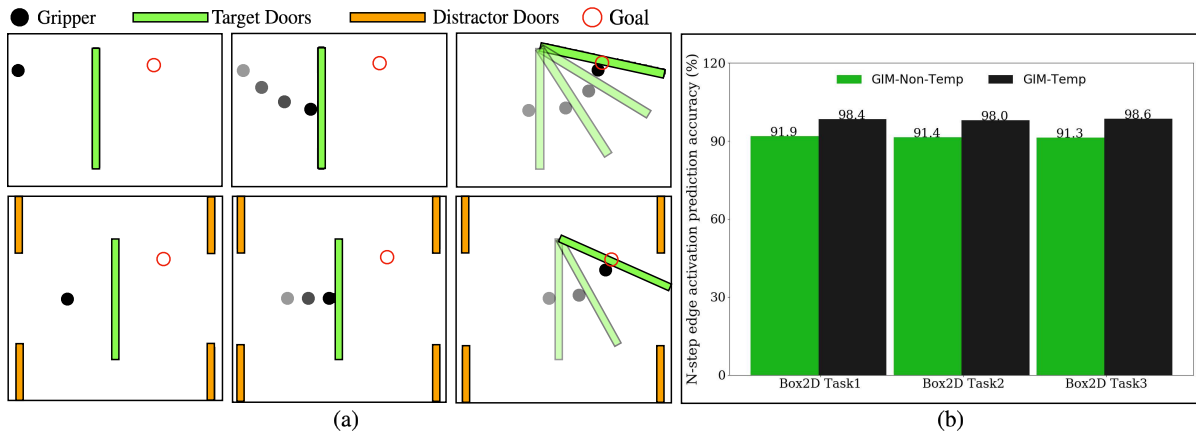 Gripper Target Doors Distractor Doors Goal
N-step edge activation prediction accuracy (%)
120
90
60
30
0
GIM-Non-Temp GIM-Temp
91.9 98.4 91.4 98.0 91.3 98.6
Box2D Task1 Box2D Task2 Box2D Task3
(a) (b)